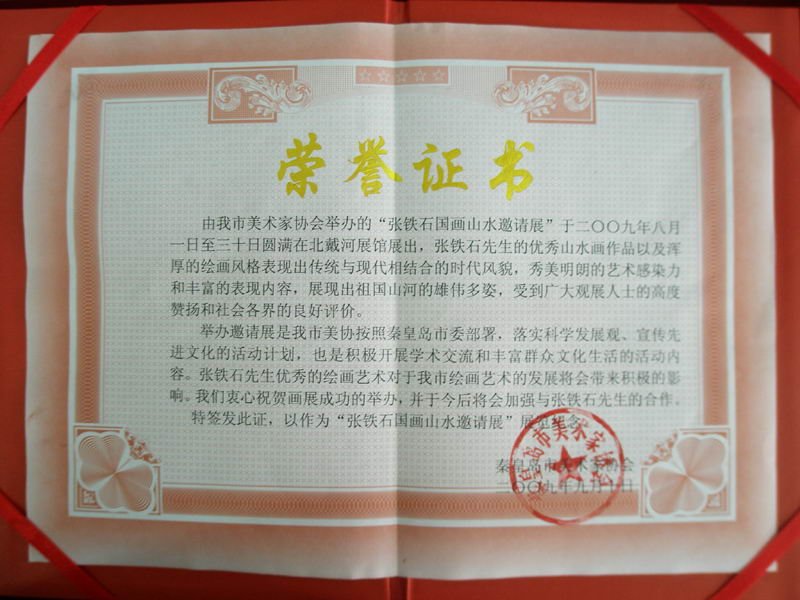 荣誉证书
由我市美术家协会举办的“张铁石国画山水邀请展”于二〇〇九年八月
一日至三十日圆满在北戴河展馆展出，张铁石先生的优秀山水画作品以及浑
厚的绘画风格表现出传统与现代相结合的时代风貌，秀美明朗的艺术感染力
和丰富的表现内容，展现出祖国山河的雄伟多姿，受到广大观展人士的高度
赞扬和社会各界的良好评价。
举办邀请展是我市美协按照秦皇岛市委部署，落实科学发展观、宣传先
进文化的活动计划，也是积极开展学术交流和丰富群众文化生活的活动内
容。张铁石先生优秀的绘画艺术对于我市绘画艺术的发展将会带来积极的影
响。我们衷心祝贺画展成功的举办，并于今后将会加强与张铁石先生的合作。
特签发此证，以作为“张铁石国画山水邀请展”展览纪念。
秦皇岛市美术家协会
二〇〇九年九月十日